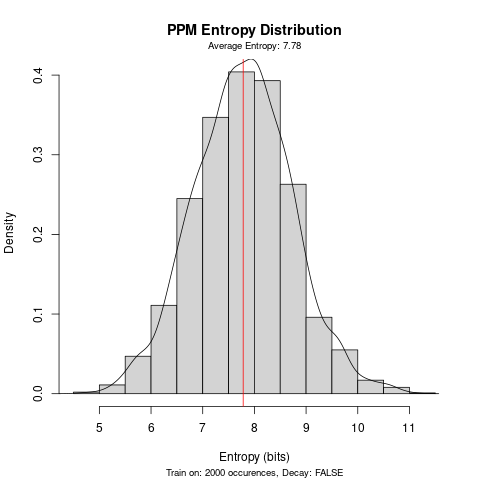 PPM Entropy Distribution
Average Entropy: 7.78
Density
0.4
0.3
0.2
0.1
0.0
5 6 7 8 9 10 11
Entropy (bits)
Train on: 2000 occurences, Decay: FALSE